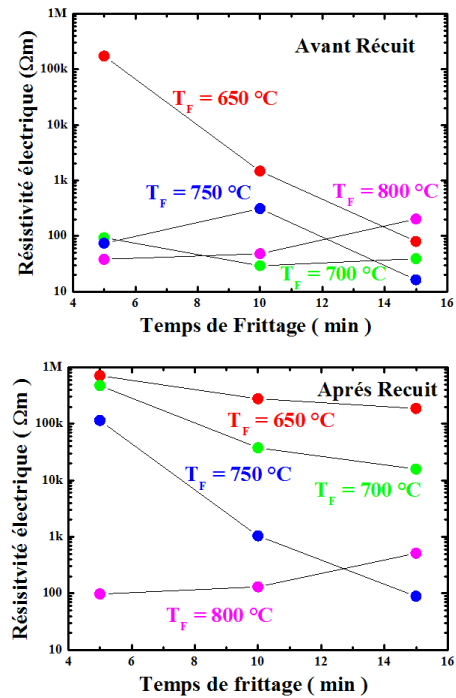 Résistivité électrique (Ωm)
1M
100k
10k
1k
100
10
Avant Récuit
T_F = 650 °C
T_F = 750 °C
T_F = 800 °C
T_F = 700 °C
4 6 8 10 12 14 16
Temps de Frittage ( min )
Résisitvité électrique ( Ωm )
1M
100k
10k
1k
100
10
Aprés Recuit
T_F = 650 °C
T_F = 700 °C
T_F = 750 °C
T_F = 800 °C
4 6 8 10 12 14 16
Temps de frittage ( min )